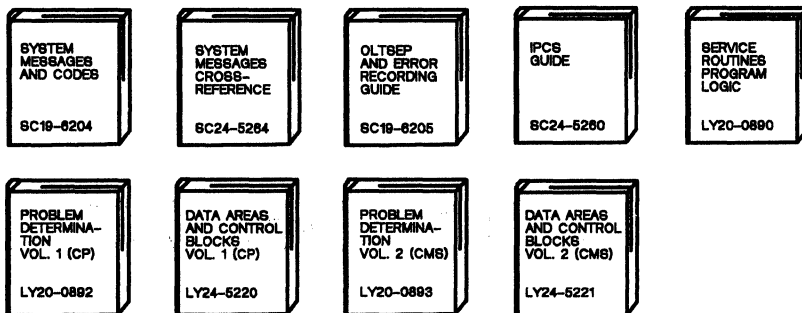 SYSTEM
MESSAGES
AND CODES
SC19-6204
SYSTEM
MESSAGES
CROSS-
REFERENCE
SC24-5264
OLTSEP
AND ERROR
RECORDING
GUIDE
SC19-6205
IPCS
GUIDE
SC24-5260
SERVICE
ROUTINES
PROGRAM
LOGIC
LY20-0890
PROBLEM
DETERMINA-
TION
VOL. 1 (CP)
LY20-0892
DATA AREAS
AND CONTROL
BLOCKS
VOL. 1 (CP)
LY24-5220
PROBLEM
DETERMINA-
TION
VOL. 2 (CMS)
LY20-0893
DATA AREAS
AND CONTROL
BLOCKS
VOL. 2 (CMS)
LY24-5221